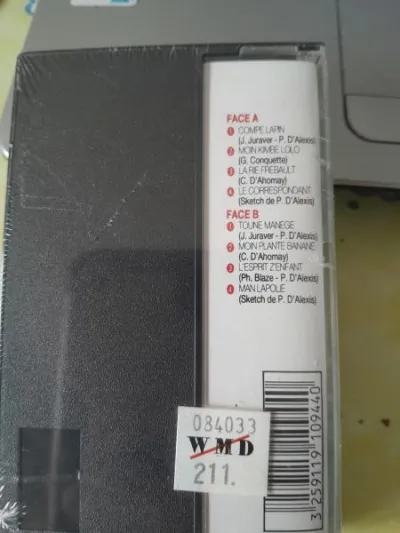 FACE A
1 COMPE LAPIN
(J. Juraver - P. D'Alexis)
2 MOIN KIMBE LOLO
(G. Conquette)
3 LA RIE FREBAULT
(C. D'Ahomay)
4 LE CORRESPONDANT
(Sketch de P. D'Alexis)
FACE B
1 TOUNE MANEGE
(J. Juraver - P. D'Alexis)
2 MOIN PLANTE BANANE
(C. D'Ahomay)
3 L'ESPRIT Z'ENFANT
(Ph. Blaze - P. D'Alexis)
4 MAN LAPOLIE
(Sketch de P. D'Alexis)
084033
WMD
211.
3 259119 109440